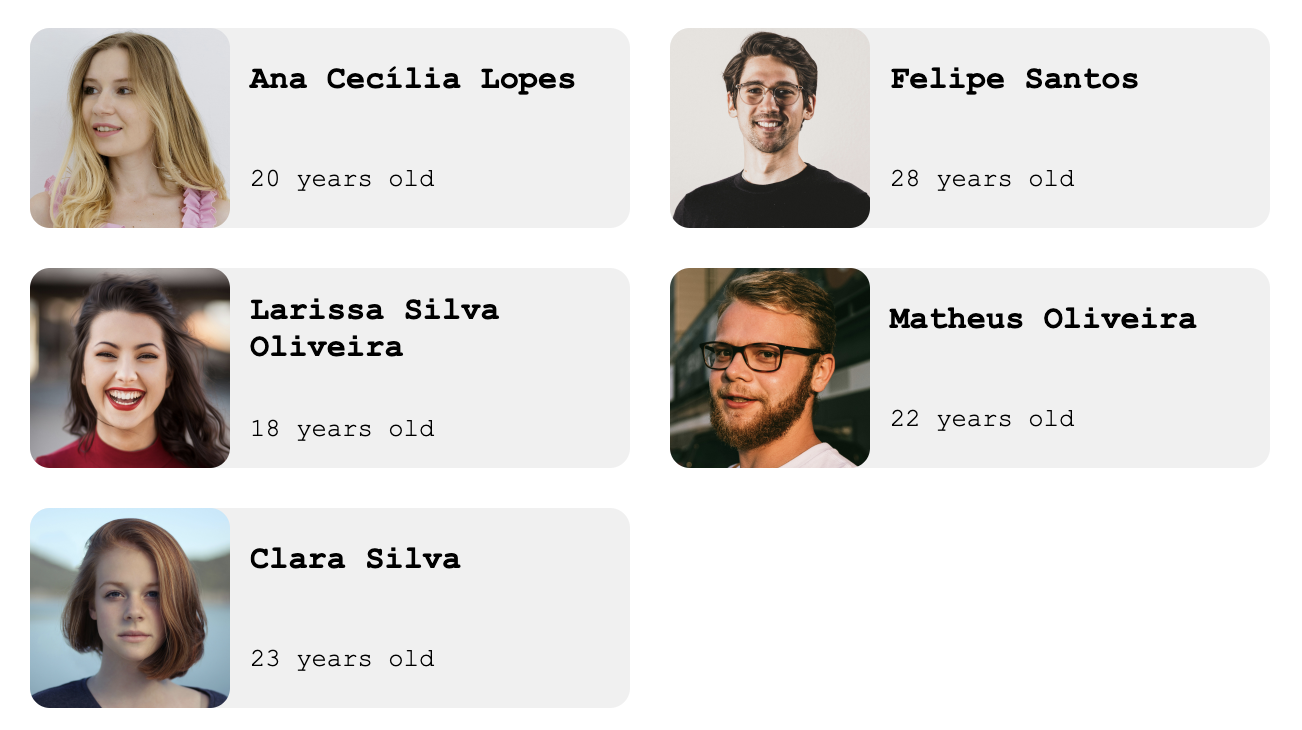 Ana Cecília Lopes
20 years old
Felipe Santos
28 years old
Larissa Silva
Oliveira
18 years old
Matheus Oliveira
22 years old
Clara Silva
23 years old